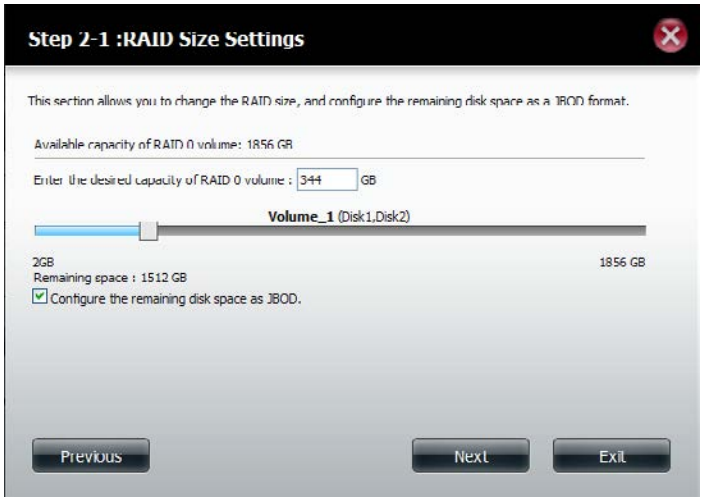 Step 2-1 :RAID Size Settings
This section allows you to change the RAID size, and configure the remaining disk space as a JBOD format.
Available capacity of RAID 0 volume: 1856 GB
Enter the desired capacity of RAID 0 volume : 344 GB
Volume_1 (Disk1,Disk2)
2GB 1856 GB
Remaining space : 1512 GB
Configure the remaining disk space as JBOD.
Previous Next Exit